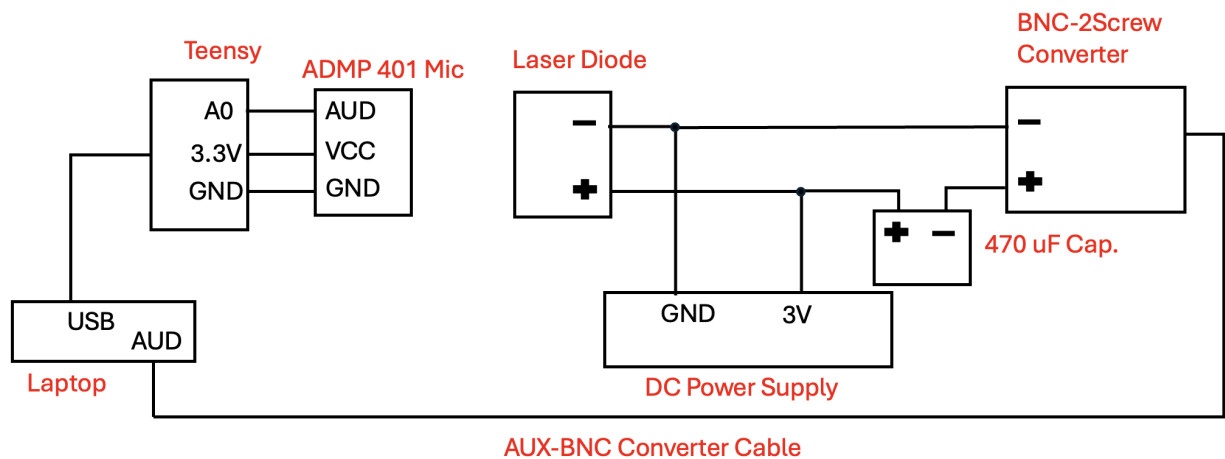 Teensy
ADMP 401 Mic
A0
3.3V
GND
AUD
VCC
GND
Laser Diode
−
+
BNC-2Screw
Converter
−
+
+ −
470 uF Cap.
GND 3V
DC Power Supply
USB
AUD
Laptop
AUX-BNC Converter Cable